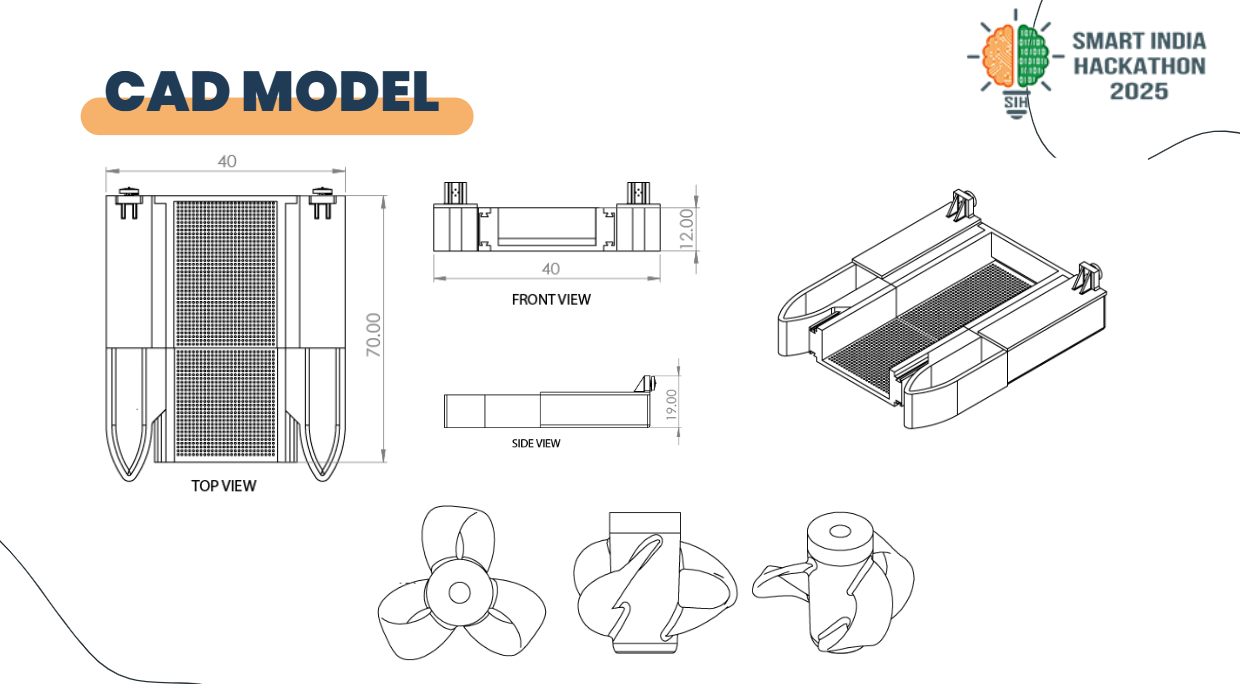 SMART INDIA
HACKATHON
2025
SIH
CAD MODEL
40
70.00
TOP VIEW
12.00
40
FRONT VIEW
19.00
SIDE VIEW